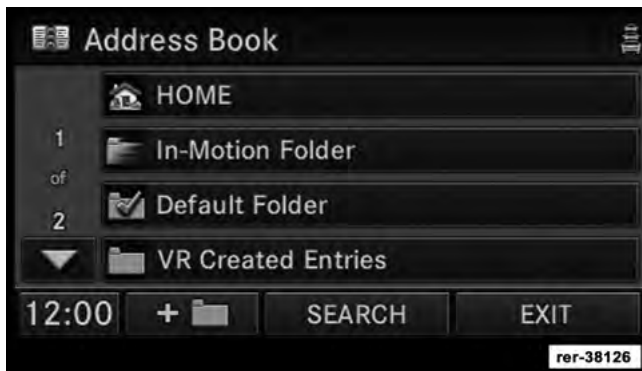 Address Book
HOME
In-Motion Folder
Default Folder
VR Created Entries
1
of
2
12:00 + SEARCH EXIT
rer-38126